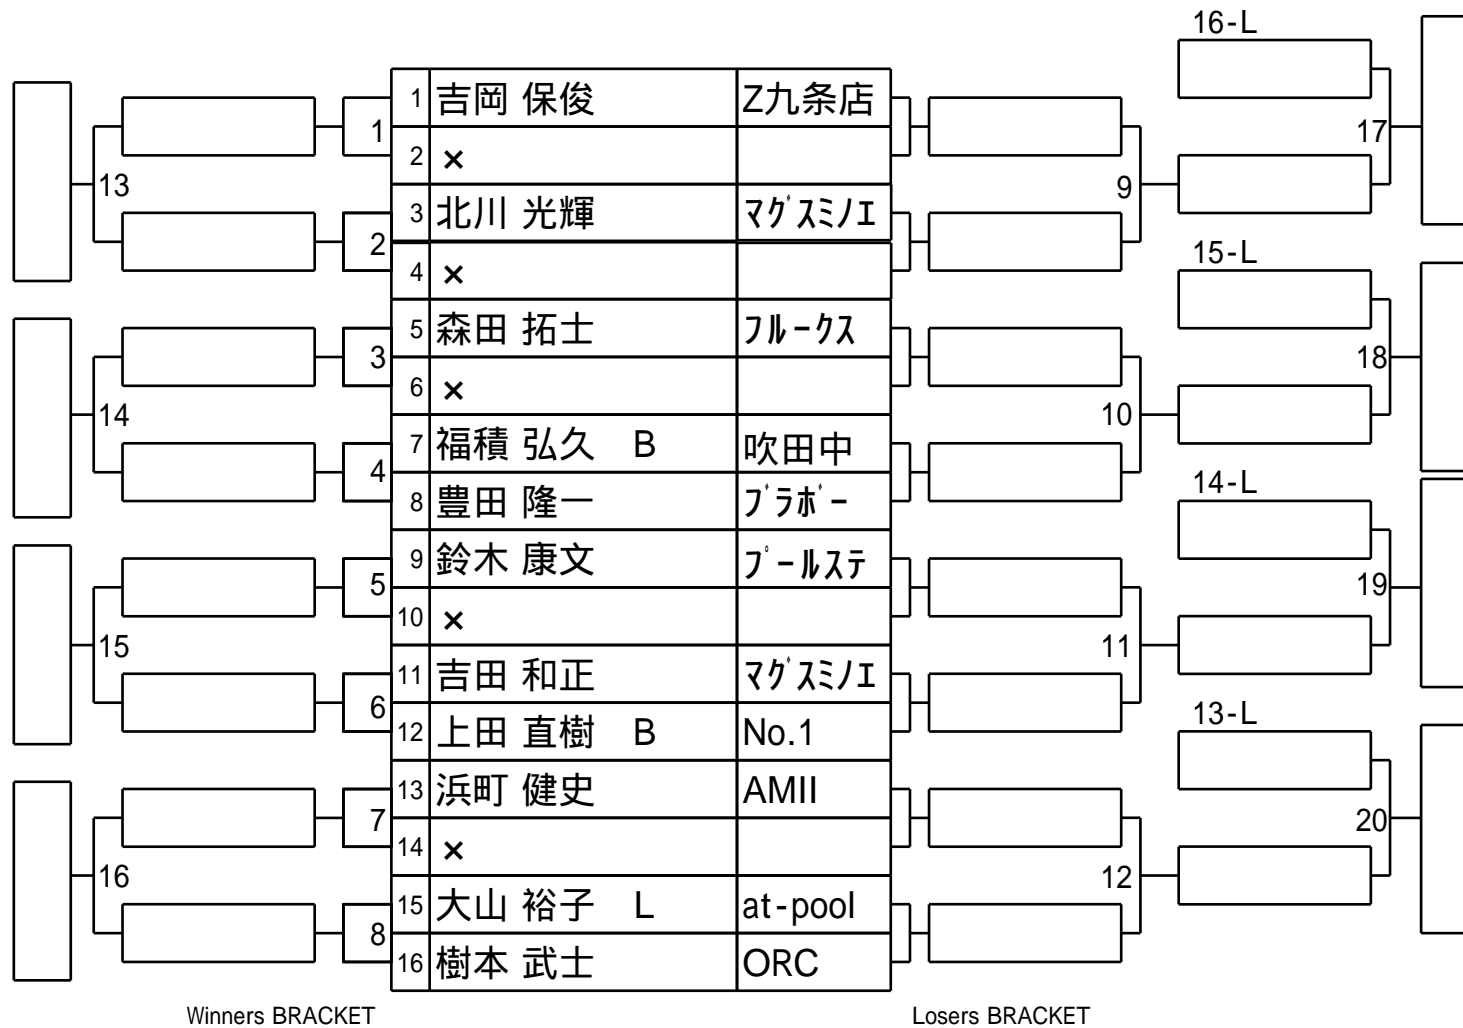 16-L
1 吉岡 保俊 Z九条店
1
17
2 ×
13
9
3 北川 光輝 ﾏｸﾞｽﾐﾉｴ
2
15-L
4 ×
5 森田 拓士 ﾌﾙｰｸｽ
3
18
6 ×
14
10
7 福積 弘久 B 吹田中
4
14-L
8 豊田 隆一 ﾌﾞﾗﾎﾞｰ
9 鈴木 康文 ﾌﾟｰﾙｽﾃ
5
19
10 ×
15
11
11 吉田 和正 ﾏｸﾞｽﾐﾉｴ
6
13-L
12 上田 直樹 B No.1
13 浜町 健史 AMII
7
20
14 ×
16
12
15 大山 裕子 L at-pool
8
16 樹本 武士 ORC
Winners BRACKET
Losers BRACKET